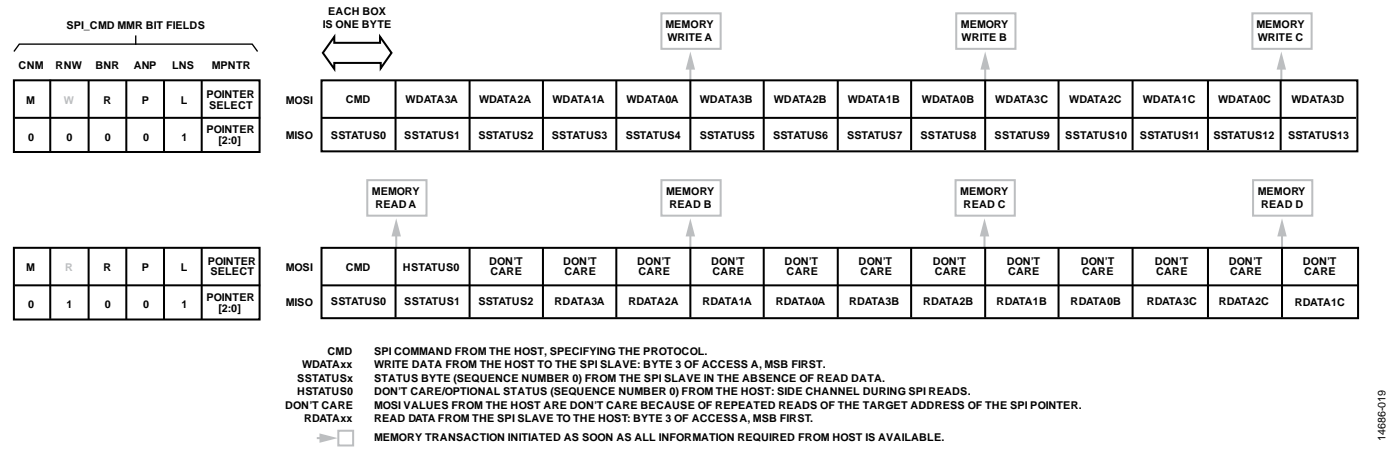 SPI_CMD MMR BIT FIELDS
EACH BOX
IS ONE BYTE
MEMORY
WRITE A
MEMORY
WRITE B
MEMORY
WRITE C
CNM RNW BNR ANP LNS MPNTR
M W R P L POINTER SELECT
0 0 0 0 1 POINTER [2:0]
MOSI CMD WDATA3A WDATA2A WDATA1A WDATA0A WDATA3B WDATA2B WDATA1B WDATA0B WDATA3C WDATA2C WDATA1C WDATA0C WDATA3D
MISO SSTATUS0 SSTATUS1 SSTATUS2 SSTATUS3 SSTATUS4 SSTATUS5 SSTATUS6 SSTATUS7 SSTATUS8 SSTATUS9 SSTATUS10 SSTATUS11 SSTATUS12 SSTATUS13
MEMORY
READ A
MEMORY
READ B
MEMORY
READ C
MEMORY
READ D
M R R P L POINTER SELECT
0 1 0 0 1 POINTER [2:0]
MOSI CMD HSTATUS0 DON'T CARE DON'T CARE DON'T CARE DON'T CARE DON'T CARE DON'T CARE DON'T CARE DON'T CARE DON'T CARE DON'T CARE DON'T CARE DON'T CARE
MISO SSTATUS0 SSTATUS1 SSTATUS2 RDATA3A RDATA2A RDATA1A RDATA0A RDATA3B RDATA2B RDATA1B RDATA0B RDATA3C RDATA2C RDATA1C
CMD SPI COMMAND FROM THE HOST, SPECIFYING THE PROTOCOL.
WDATAxx WRITE DATA FROM THE HOST TO THE SPI SLAVE: BYTE 3 OF ACCESS A, MSB FIRST.
SSTATUSx STATUS BYTE (SEQUENCE NUMBER 0) FROM THE SPI SLAVE IN THE ABSENCE OF READ DATA.
HSTATUS0 DON'T CARE/OPTIONAL STATUS (SEQUENCE NUMBER 0) FROM THE HOST: SIDE CHANNEL DURING SPI READS.
DON'T CARE MOSI VALUES FROM THE HOST ARE DON'T CARE BECAUSE OF REPEATED READS OF THE TARGET ADDRESS OF THE SPI POINTER.
RDATAxx READ DATA FROM THE SPI SLAVE TO THE HOST: BYTE 3 OF ACCESS A, MSB FIRST.
MEMORY TRANSACTION INITIATED AS SOON AS ALL INFORMATION REQUIRED FROM HOST IS AVAILABLE.
14686-019